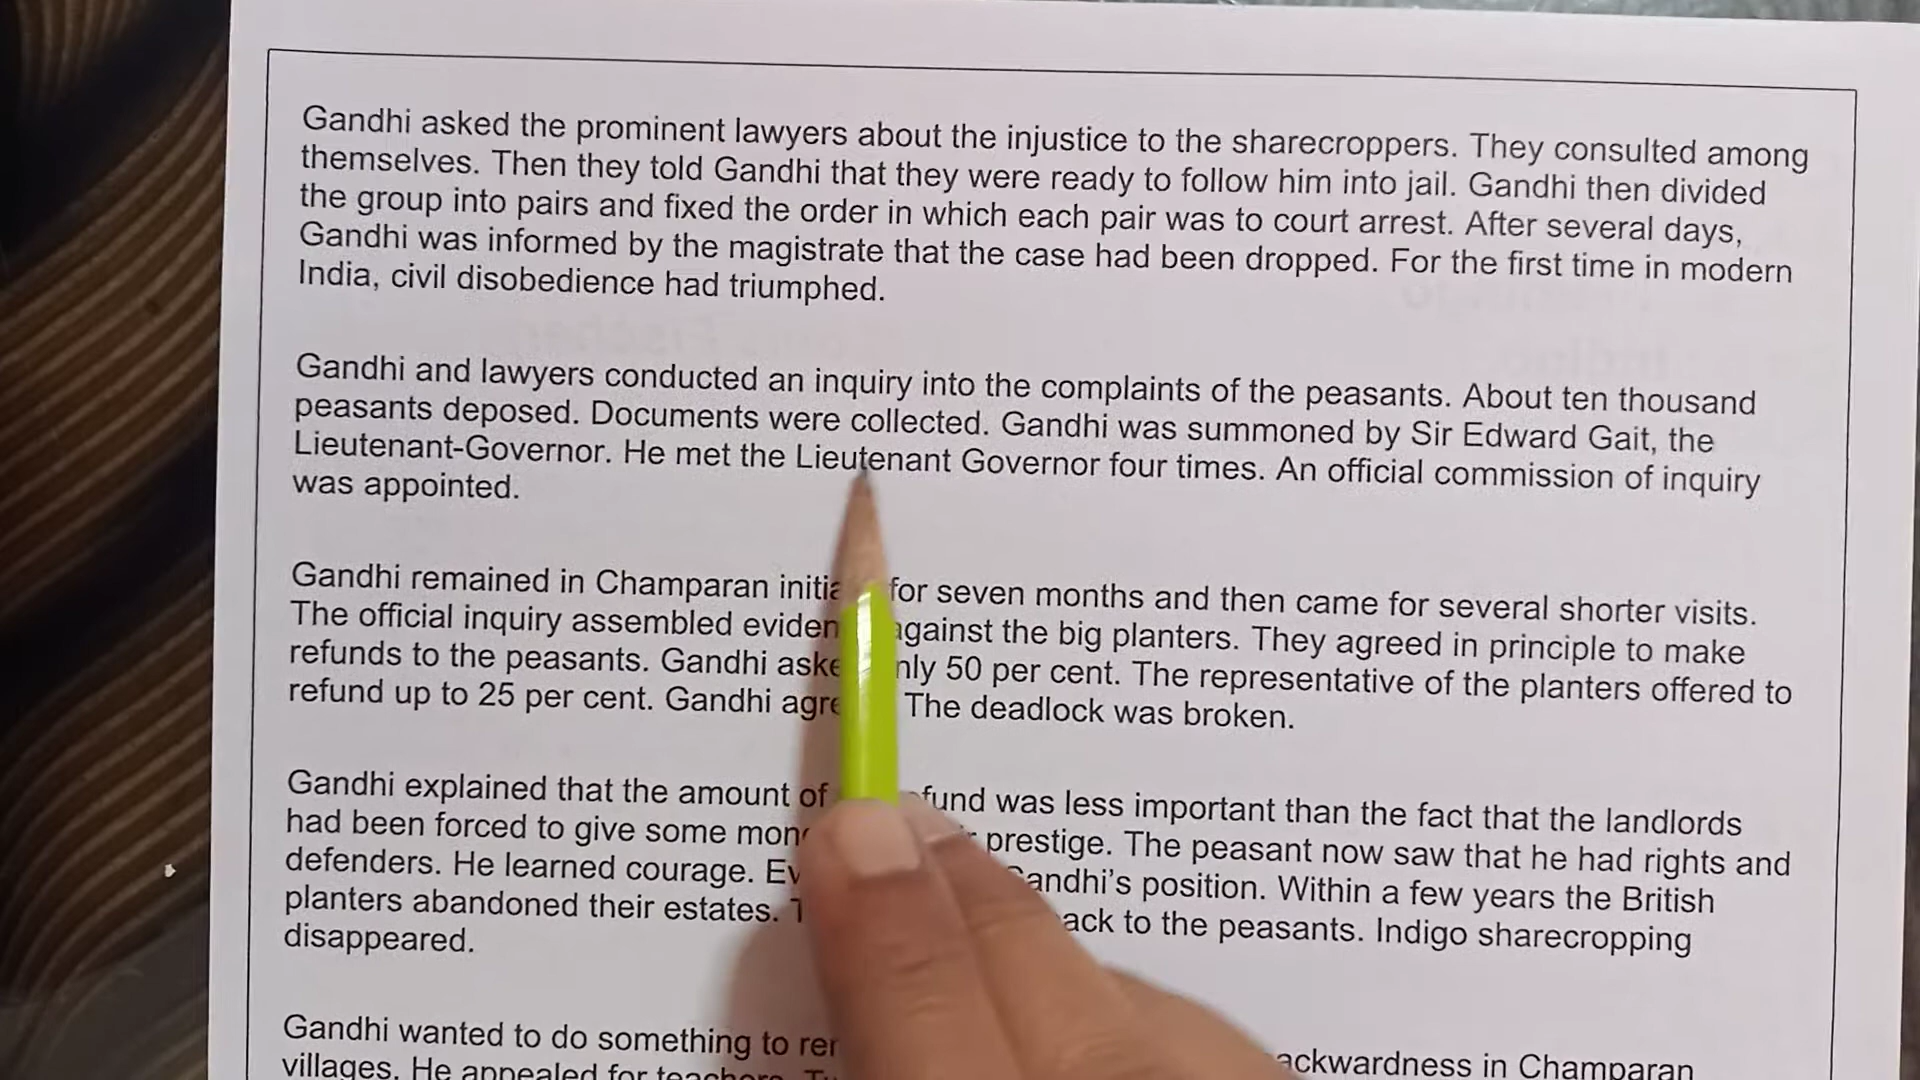 Gandhi asked the prominent lawyers about the injustice to the sharecroppers. They consulted among
themselves. Then they told Gandhi that they were ready to follow him into jail. Gandhi then divided
the group into pairs and fixed the order in which each pair was to court arrest. After several days,
Gandhi was informed by the magistrate that the case had been dropped. For the first time in modern
India, civil disobedience had triumphed.
Gandhi and lawyers conducted an inquiry into the complaints of the peasants. About ten thousand
peasants deposed. Documents were collected. Gandhi was summoned by Sir Edward Gait, the
Lieutenant-Governor. He met the Lieutenant Governor four times. An official commission of inquiry
was appointed.
Gandhi remained in Champaran for seven months and then came for several shorter visits.
The official inquiry assembled against the big planters. They agreed in principle to make
refunds to the peasants. Gandhi 50 per cent. The representative of the planters offered to
refund up to 25 per cent. Gandhi The deadlock was broken.
Gandhi explained that the amount of was less important than the fact that the landlords
had been forced to give some prestige. The peasant now saw that he had rights and
defenders. He learned courage. Gandhi's position. Within a few years the British
planters abandoned their estates. to the peasants. Indigo sharecropping
disappeared.
Gandhi wanted to do something to in Champaran
villages. He appealed for teachers.